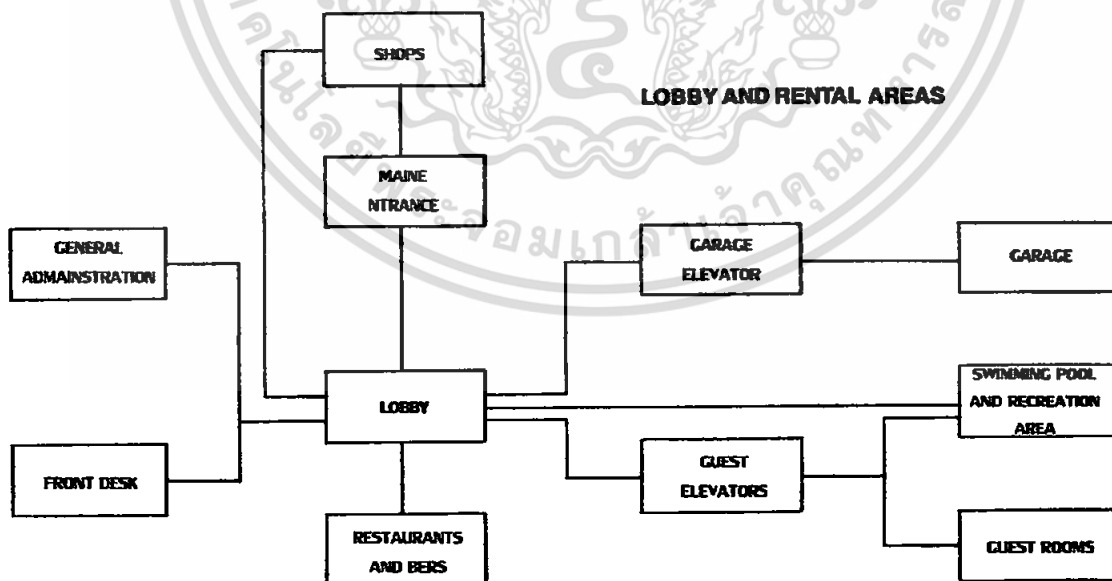 SHOPS
LOBBY AND RENTAL AREAS
MAINE
NTRANCE
GENERAL
ADMAINSTRATION
GARAGE
ELEVATOR
GARAGE
LOBBY
SWIMMING POOL
AND RECREATION
AREA
FRONT DESK
GUEST
ELEVATORS
RESTAURANTS
AND BERS
GUEST ROOMS